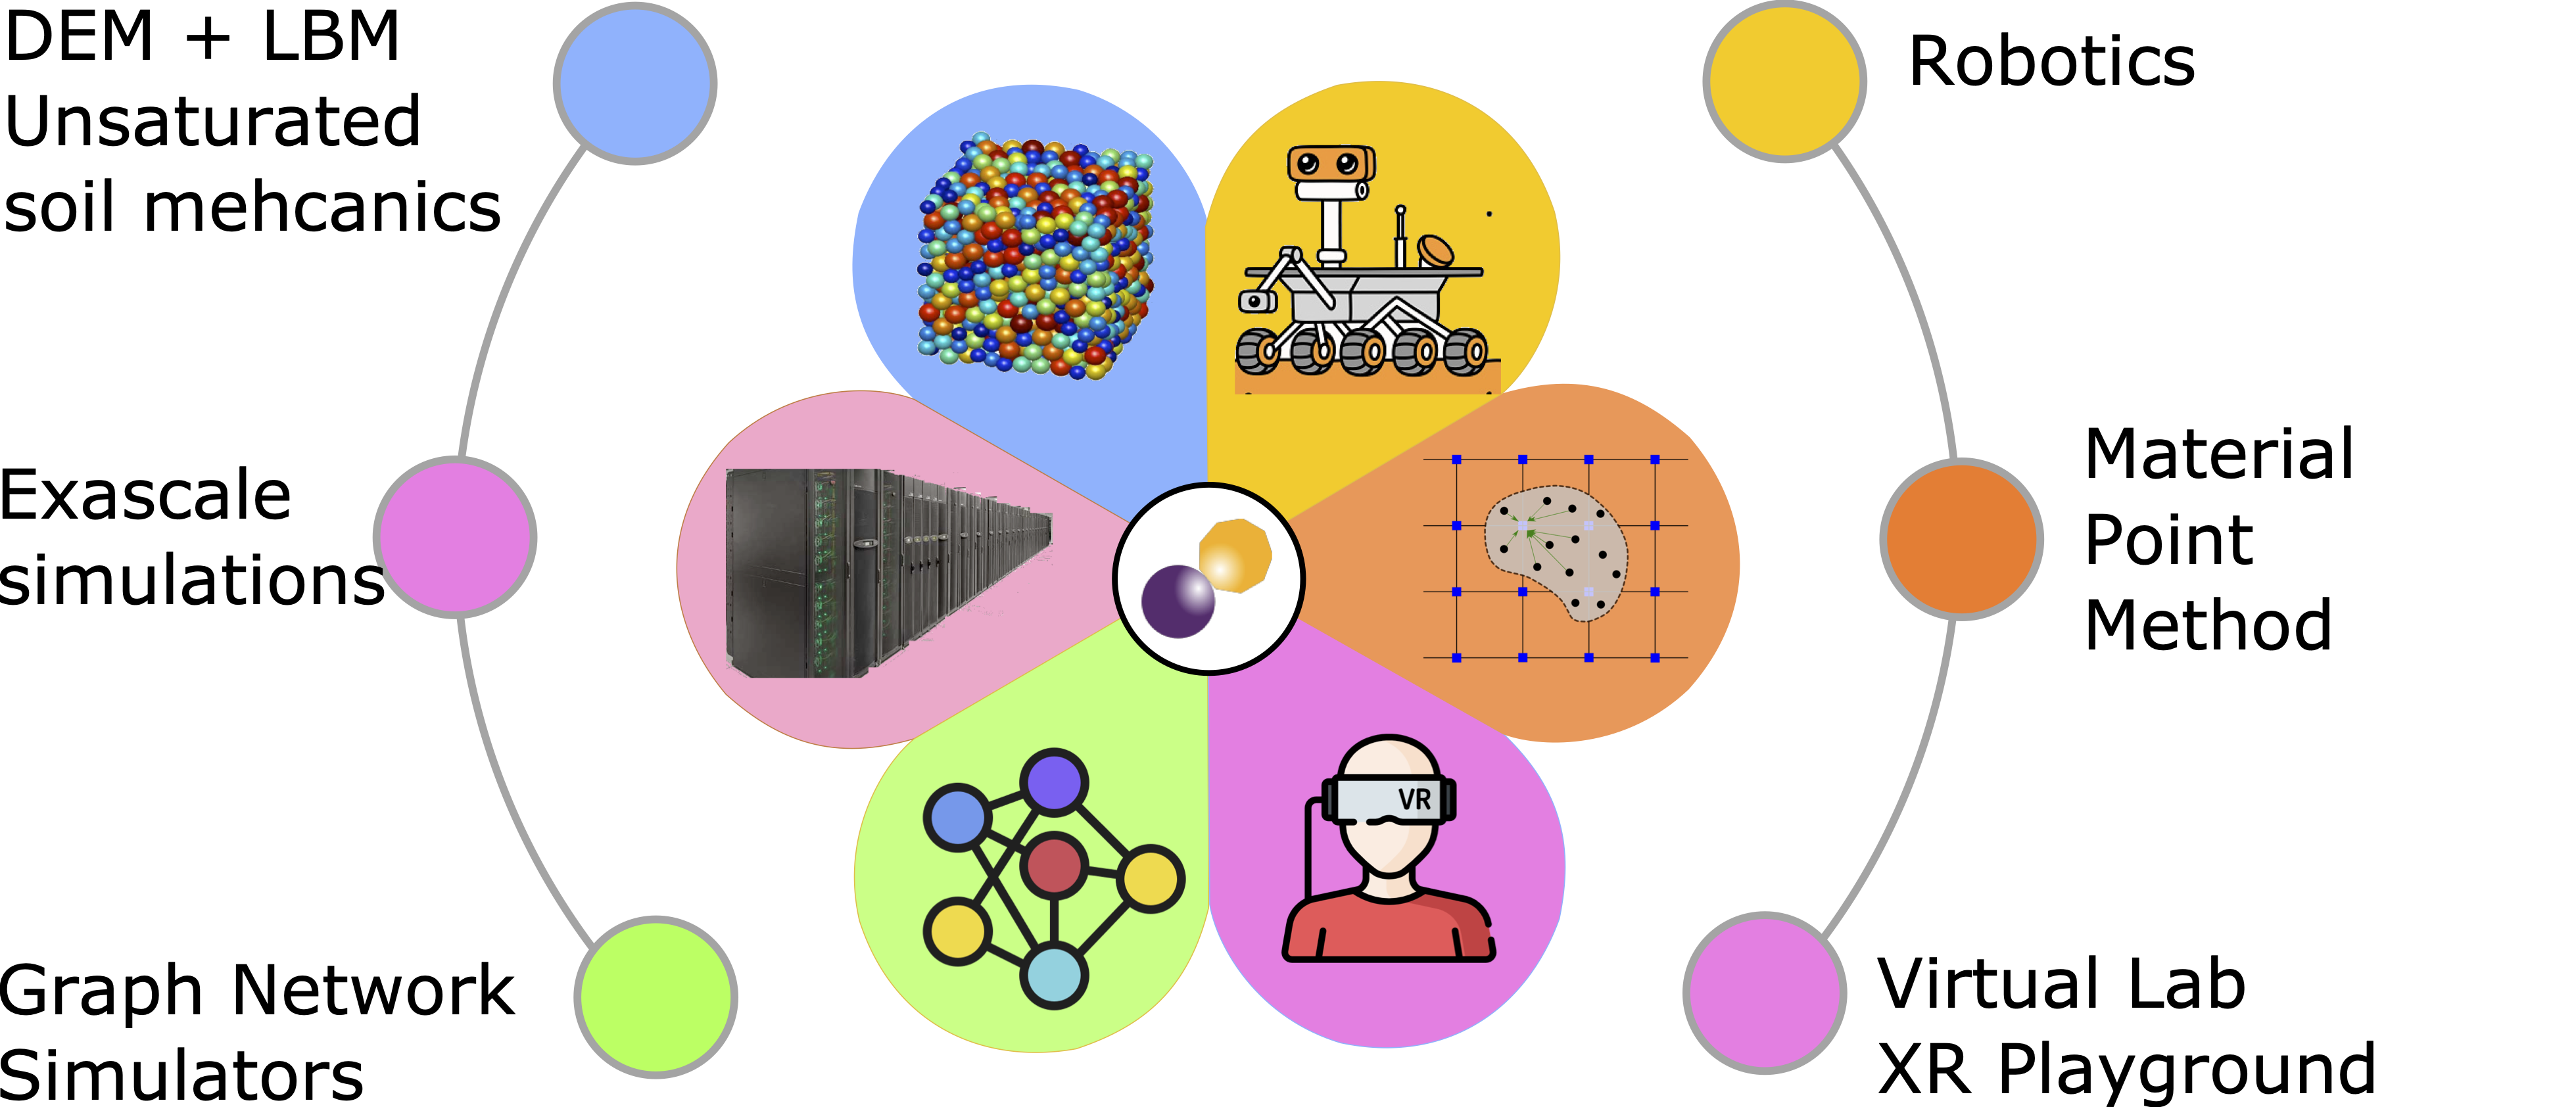 DEM + LBM
Unsaturated
soil mehcanics
Robotics
Exascale
simulations
Material
Point
Method
VR
Graph Network
Simulators
Virtual Lab
XR Playground